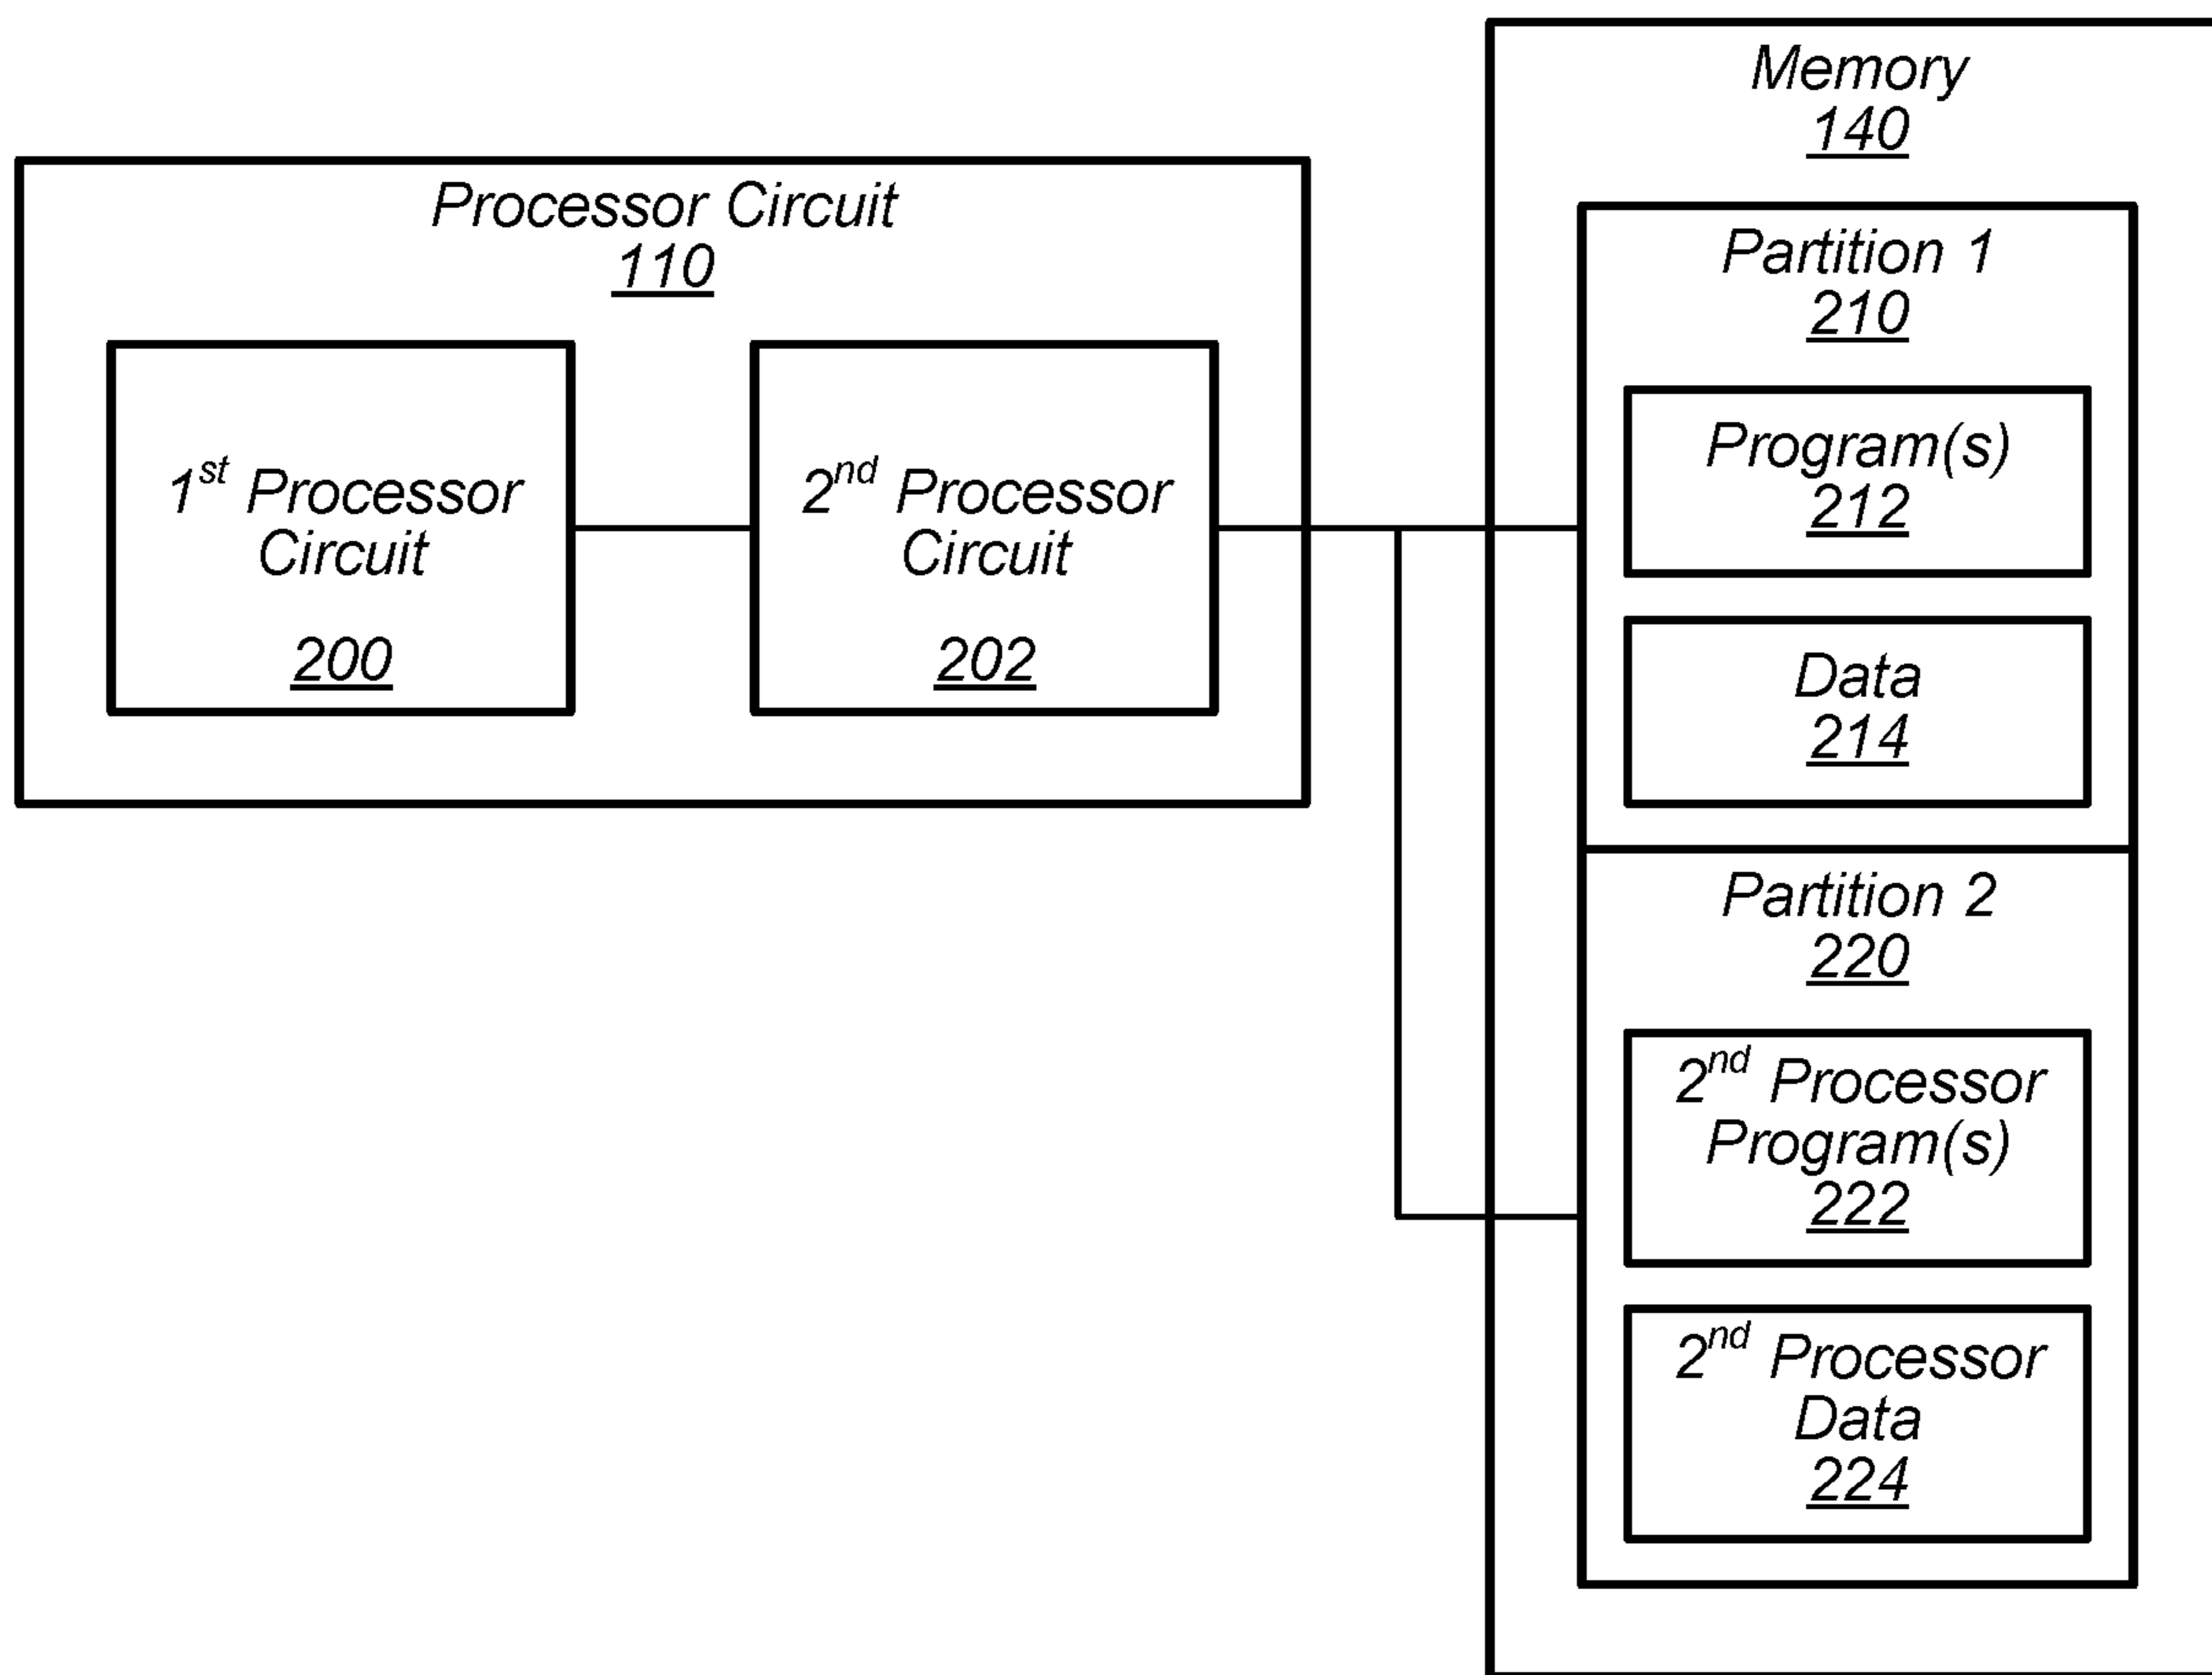 Memory
140
Processor Circuit
110
1st Processor
Circuit
200
2nd Processor
Circuit
202
Partition 1
210
Program(s)
212
Data
214
Partition 2
220
2nd Processor
Program(s)
222
2nd Processor
Data
224